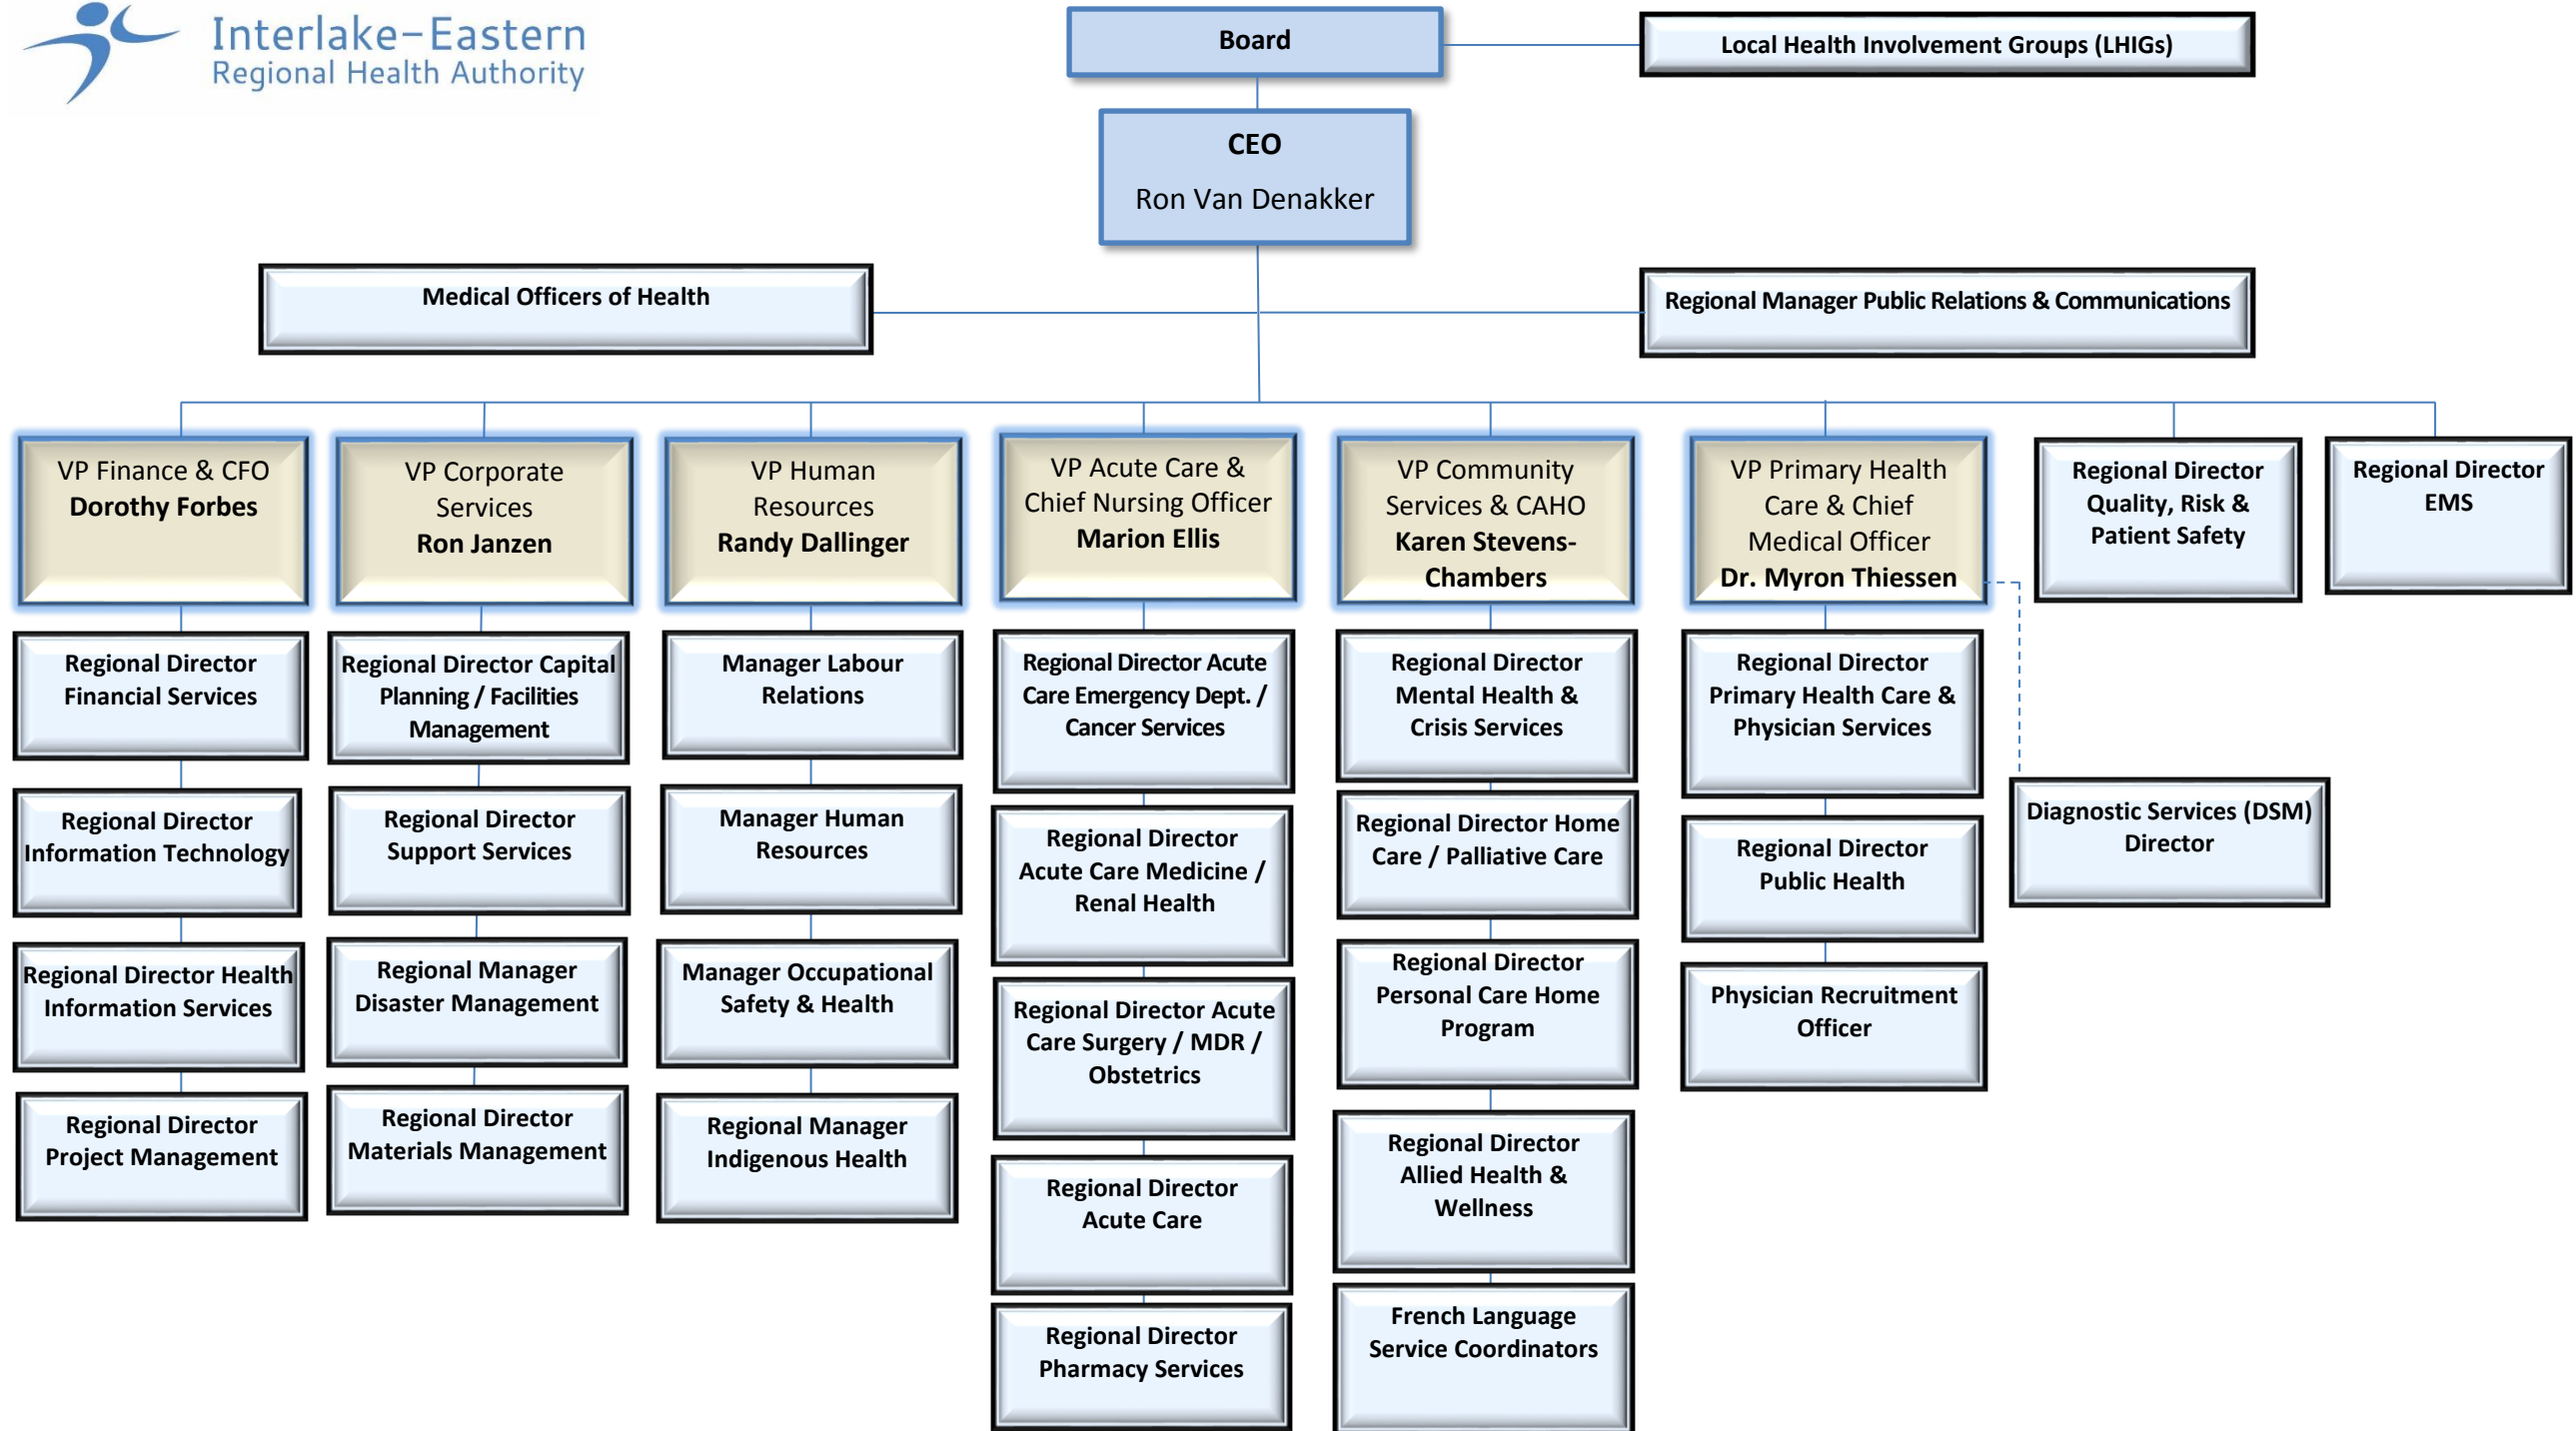 Interlake-Eastern
Regional Health Authority
Board
Local Health Involvement Groups (LHIGs)
CEO
Ron Van Denakker
Medical Officers of Health
Regional Manager Public Relations & Communications
VP Finance & CFO
Dorothy Forbes
VP Corporate
Services
Ron Janzen
VP Human
Resources
Randy Dallinger
VP Acute Care &
Chief Nursing Officer
Marion Ellis
VP Community
Services & CAHO
Karen Stevens-
Chambers
VP Primary Health
Care & Chief
Medical Officer
Dr. Myron Thiessen
Regional Director
Quality, Risk &
Patient Safety
Regional Director
EMS
Regional Director
Financial Services
Regional Director
Information Technology
Regional Director Health
Information Services
Regional Director
Project Management
Regional Director Capital
Planning / Facilities
Management
Regional Director
Support Services
Regional Manager
Disaster Management
Regional Director
Materials Management
Manager Labour
Relations
Manager Human
Resources
Manager Occupational
Safety & Health
Regional Manager
Indigenous Health
Regional Director Acute
Care Emergency Dept. /
Cancer Services
Regional Director
Acute Care Medicine /
Renal Health
Regional Director Acute
Care Surgery / MDR /
Obstetrics
Regional Director
Acute Care
Regional Director
Pharmacy Services
Regional Director
Mental Health &
Crisis Services
Regional Director Home
Care / Palliative Care
Regional Director
Personal Care Home
Program
Regional Director
Allied Health &
Wellness
French Language
Service Coordinators
Regional Director
Primary Health Care &
Physician Services
Regional Director
Public Health
Physician Recruitment
Officer
Diagnostic Services (DSM)
Director